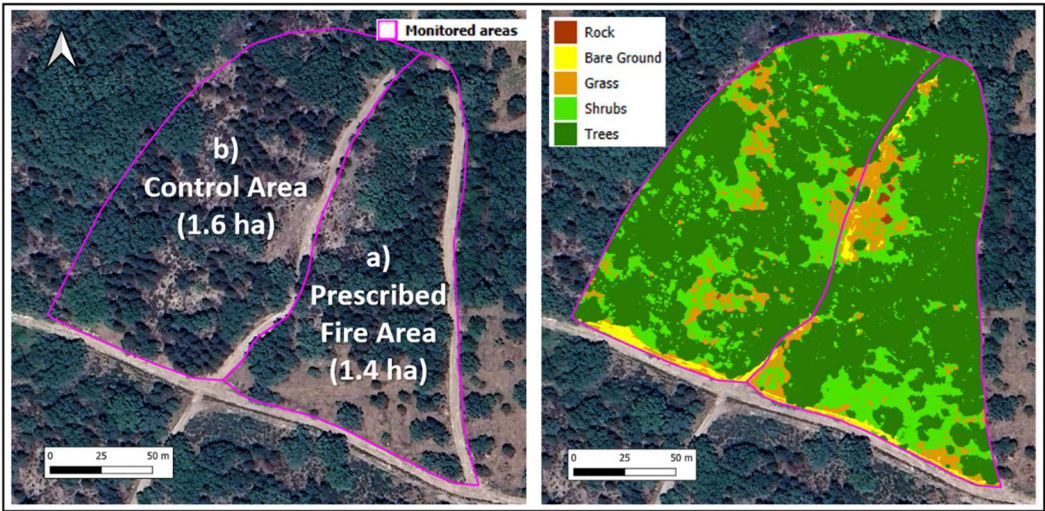 Monitored areas
b)
Control Area
(1.6 ha)
a)
Prescribed
Fire Area
(1.4 ha)
0 25 50 m
Rock
Bare Ground
Grass
Shrubs
Trees
0 25 50 m